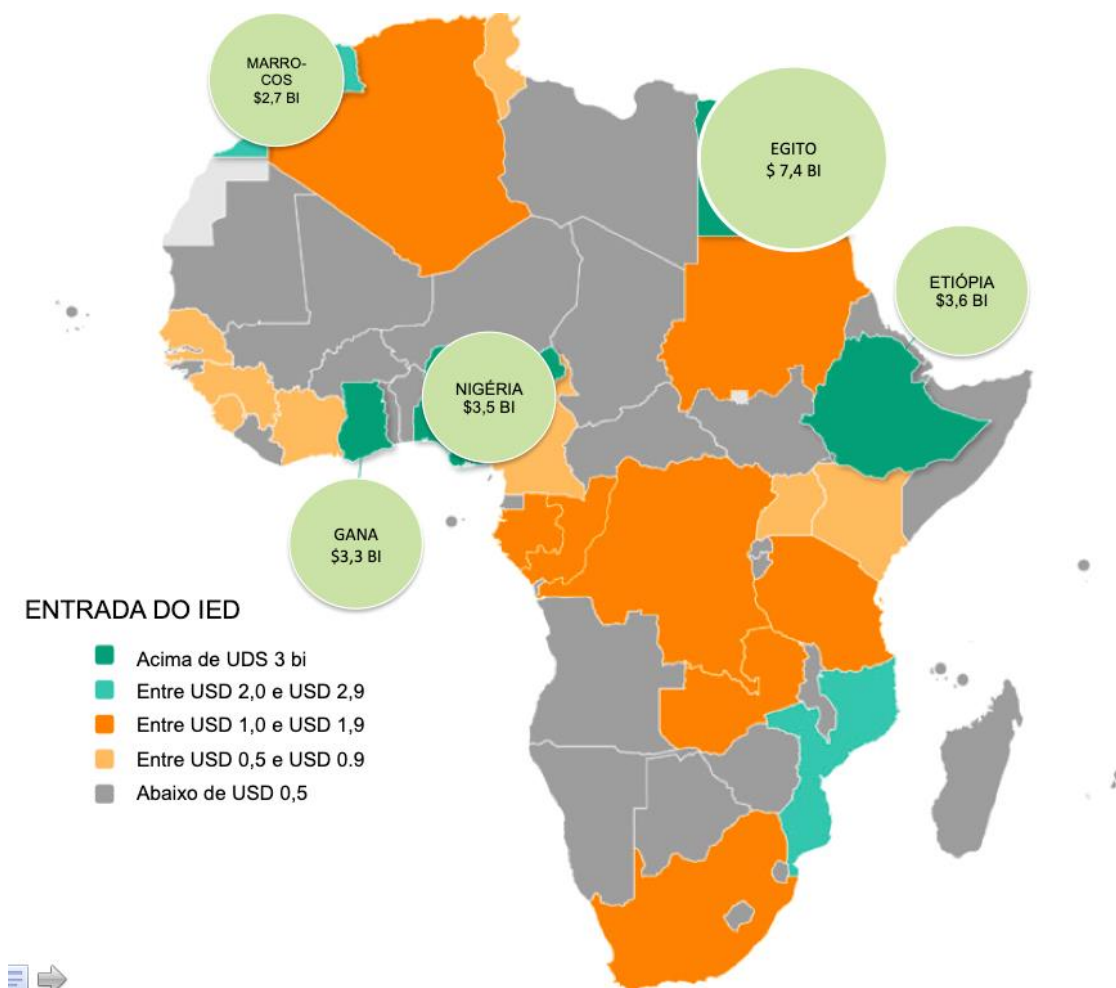 MARRO-
COS
$2,7 BI
EGITO
$ 7,4 BI
ETIÓPIA
$3,6 BI
NIGÉRIA
$3,5 BI
GANA
$3,3 BI
ENTRADA DO IED
Acima de UDS 3 bi
Entre USD 2,0 e USD 2,9
Entre USD 1,0 e USD 1,9
Entre USD 0,5 e USD 0.9
Abaixo de USD 0,5